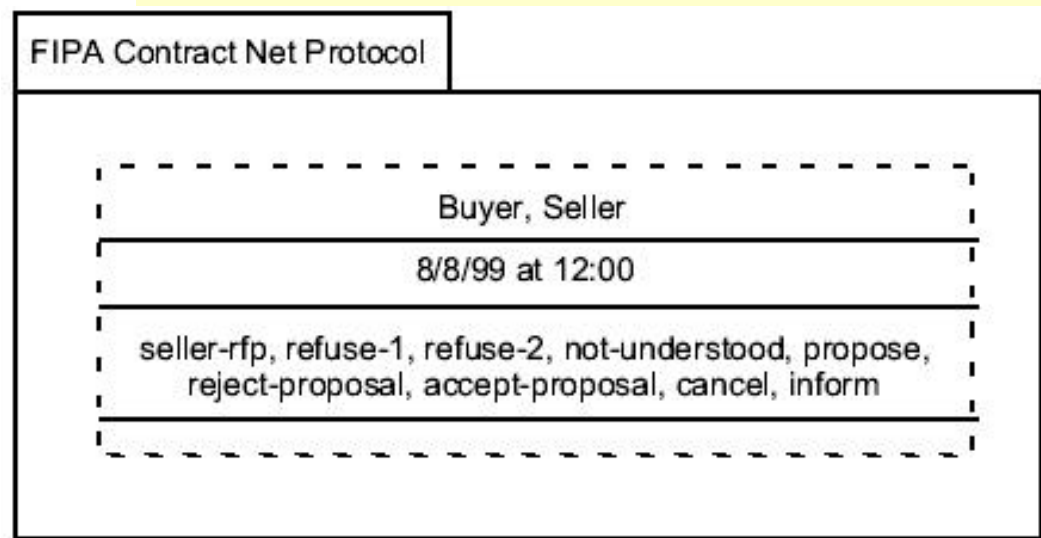 FIPA Contract Net Protocol
Buyer, Seller
8/8/99 at 12:00
seller-rfp, refuse-1, refuse-2, not-understood, propose,
reject-proposal, accept-proposal, cancel, inform